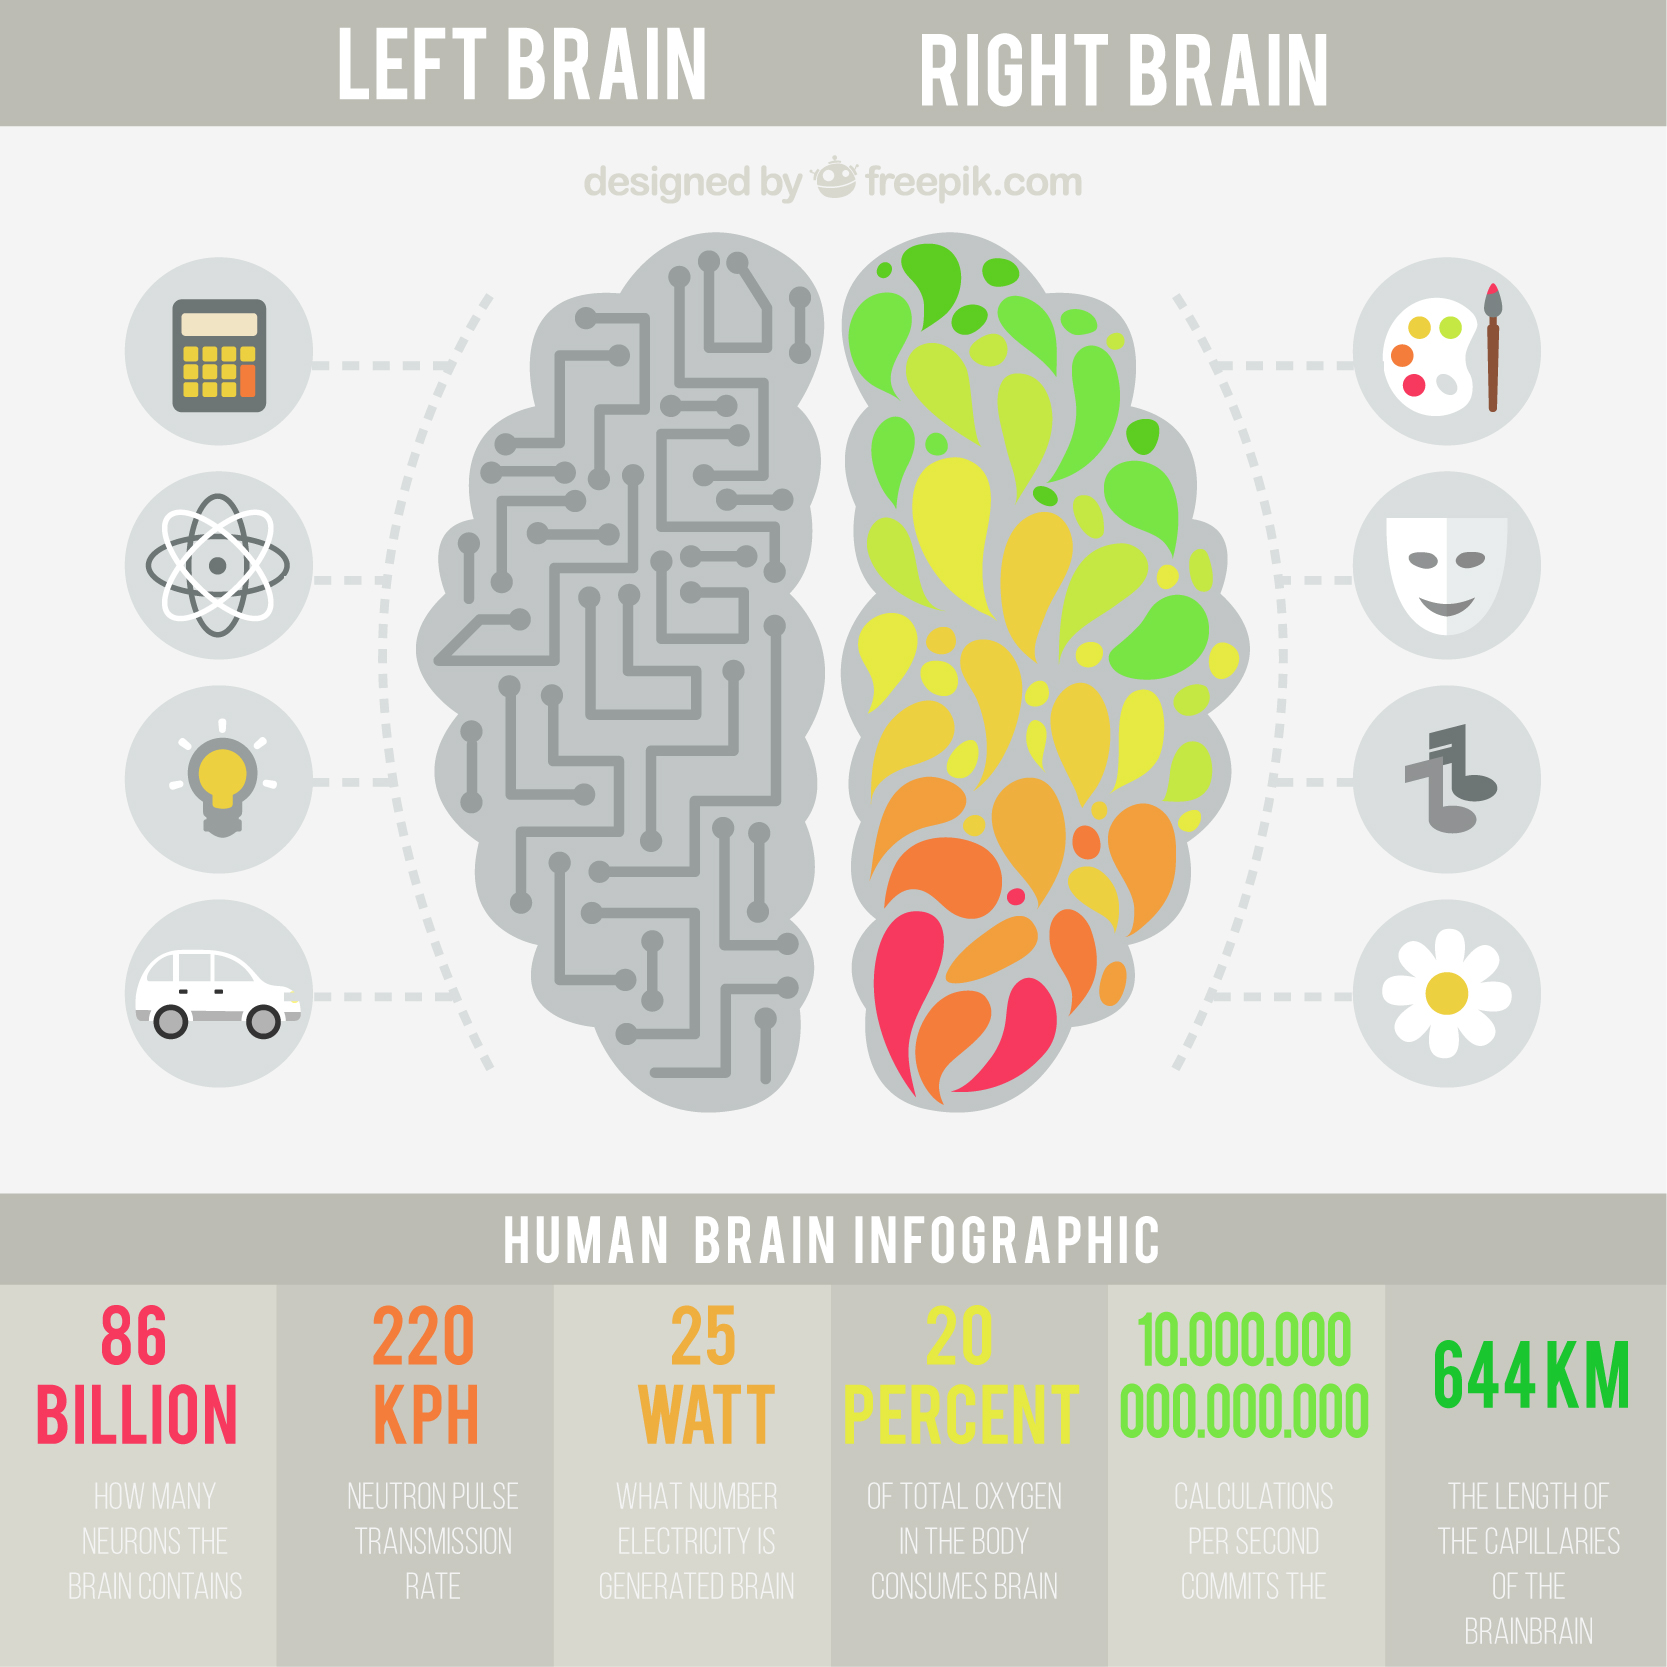 LEFT BRAIN
RIGHT BRAIN
designed by freepik.com
HUMAN BRAIN INFOGRAPHIC
86
BILLION
HOW MANY
NEURONS THE
BRAIN CONTAINS
220
KPH
NEUTRON PULSE
TRANSMISSION
RATE
25
WATT
WHAT NUMBER
ELECTRICITY IS
GENERATED BRAIN
20
PERCENT
OF TOTAL OXYGEN
IN THE BODY
CONSUMES BRAIN
10.000.000
000.000.000
CALCULATIONS
PER SECOND
COMMITS THE
644 KM
THE LENGTH OF
THE CAPILLARIES
OF THE
BRAINBRAIN